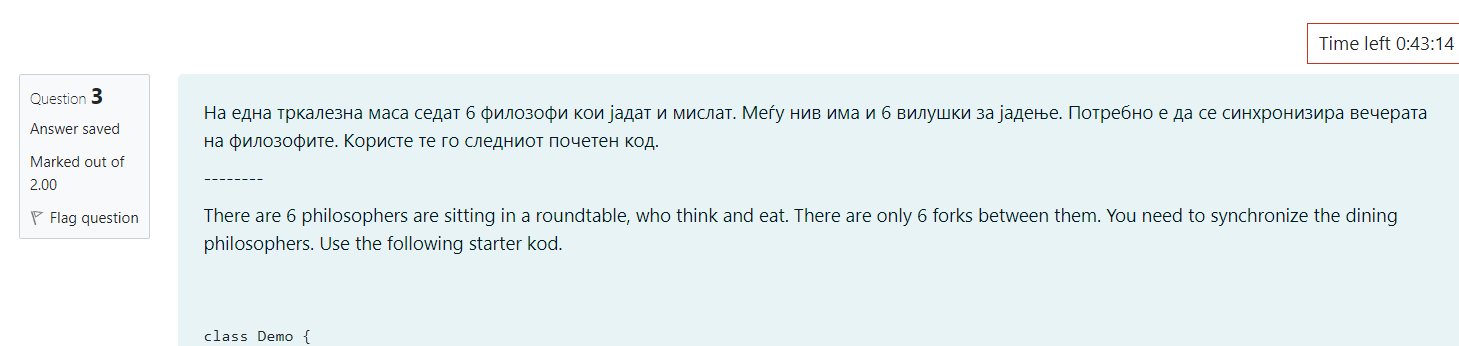 Time left 0:43:14
Question 3
Answer saved
Marked out of
2.00
Flag question
На една тркалезна маса седат 6 филозофи кои јадат и мислат. Меѓу нив има и 6 вилушки за јадење. Потребно е да се синхронизира вечерата
на филозофите. Користе те го следниот почетен код.
--------
There are 6 philosophers are sitting in a roundtable, who think and eat. There are only 6 forks between them. You need to synchronize the dining
philosophers. Use the following starter kod.
class Demo {